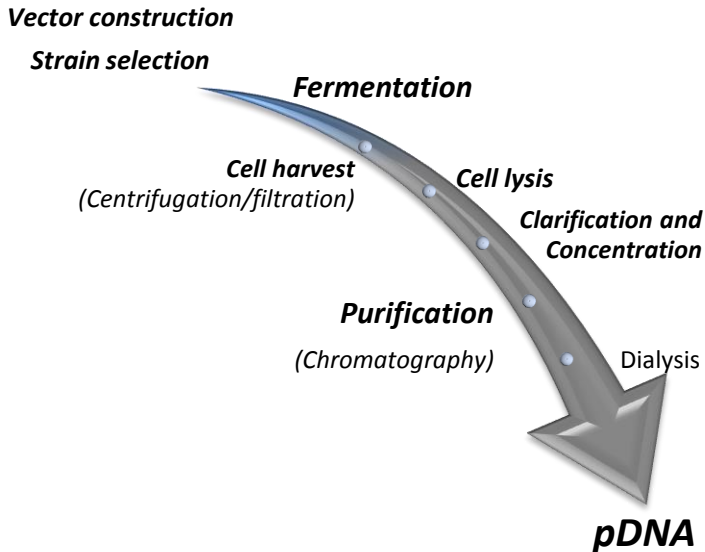 Vector construction
Strain selection
Fermentation
Cell harvest
(Centrifugation/filtration)
Cell lysis
Clarification and
Concentration
Purification
(Chromatography)
Dialysis
pDNA